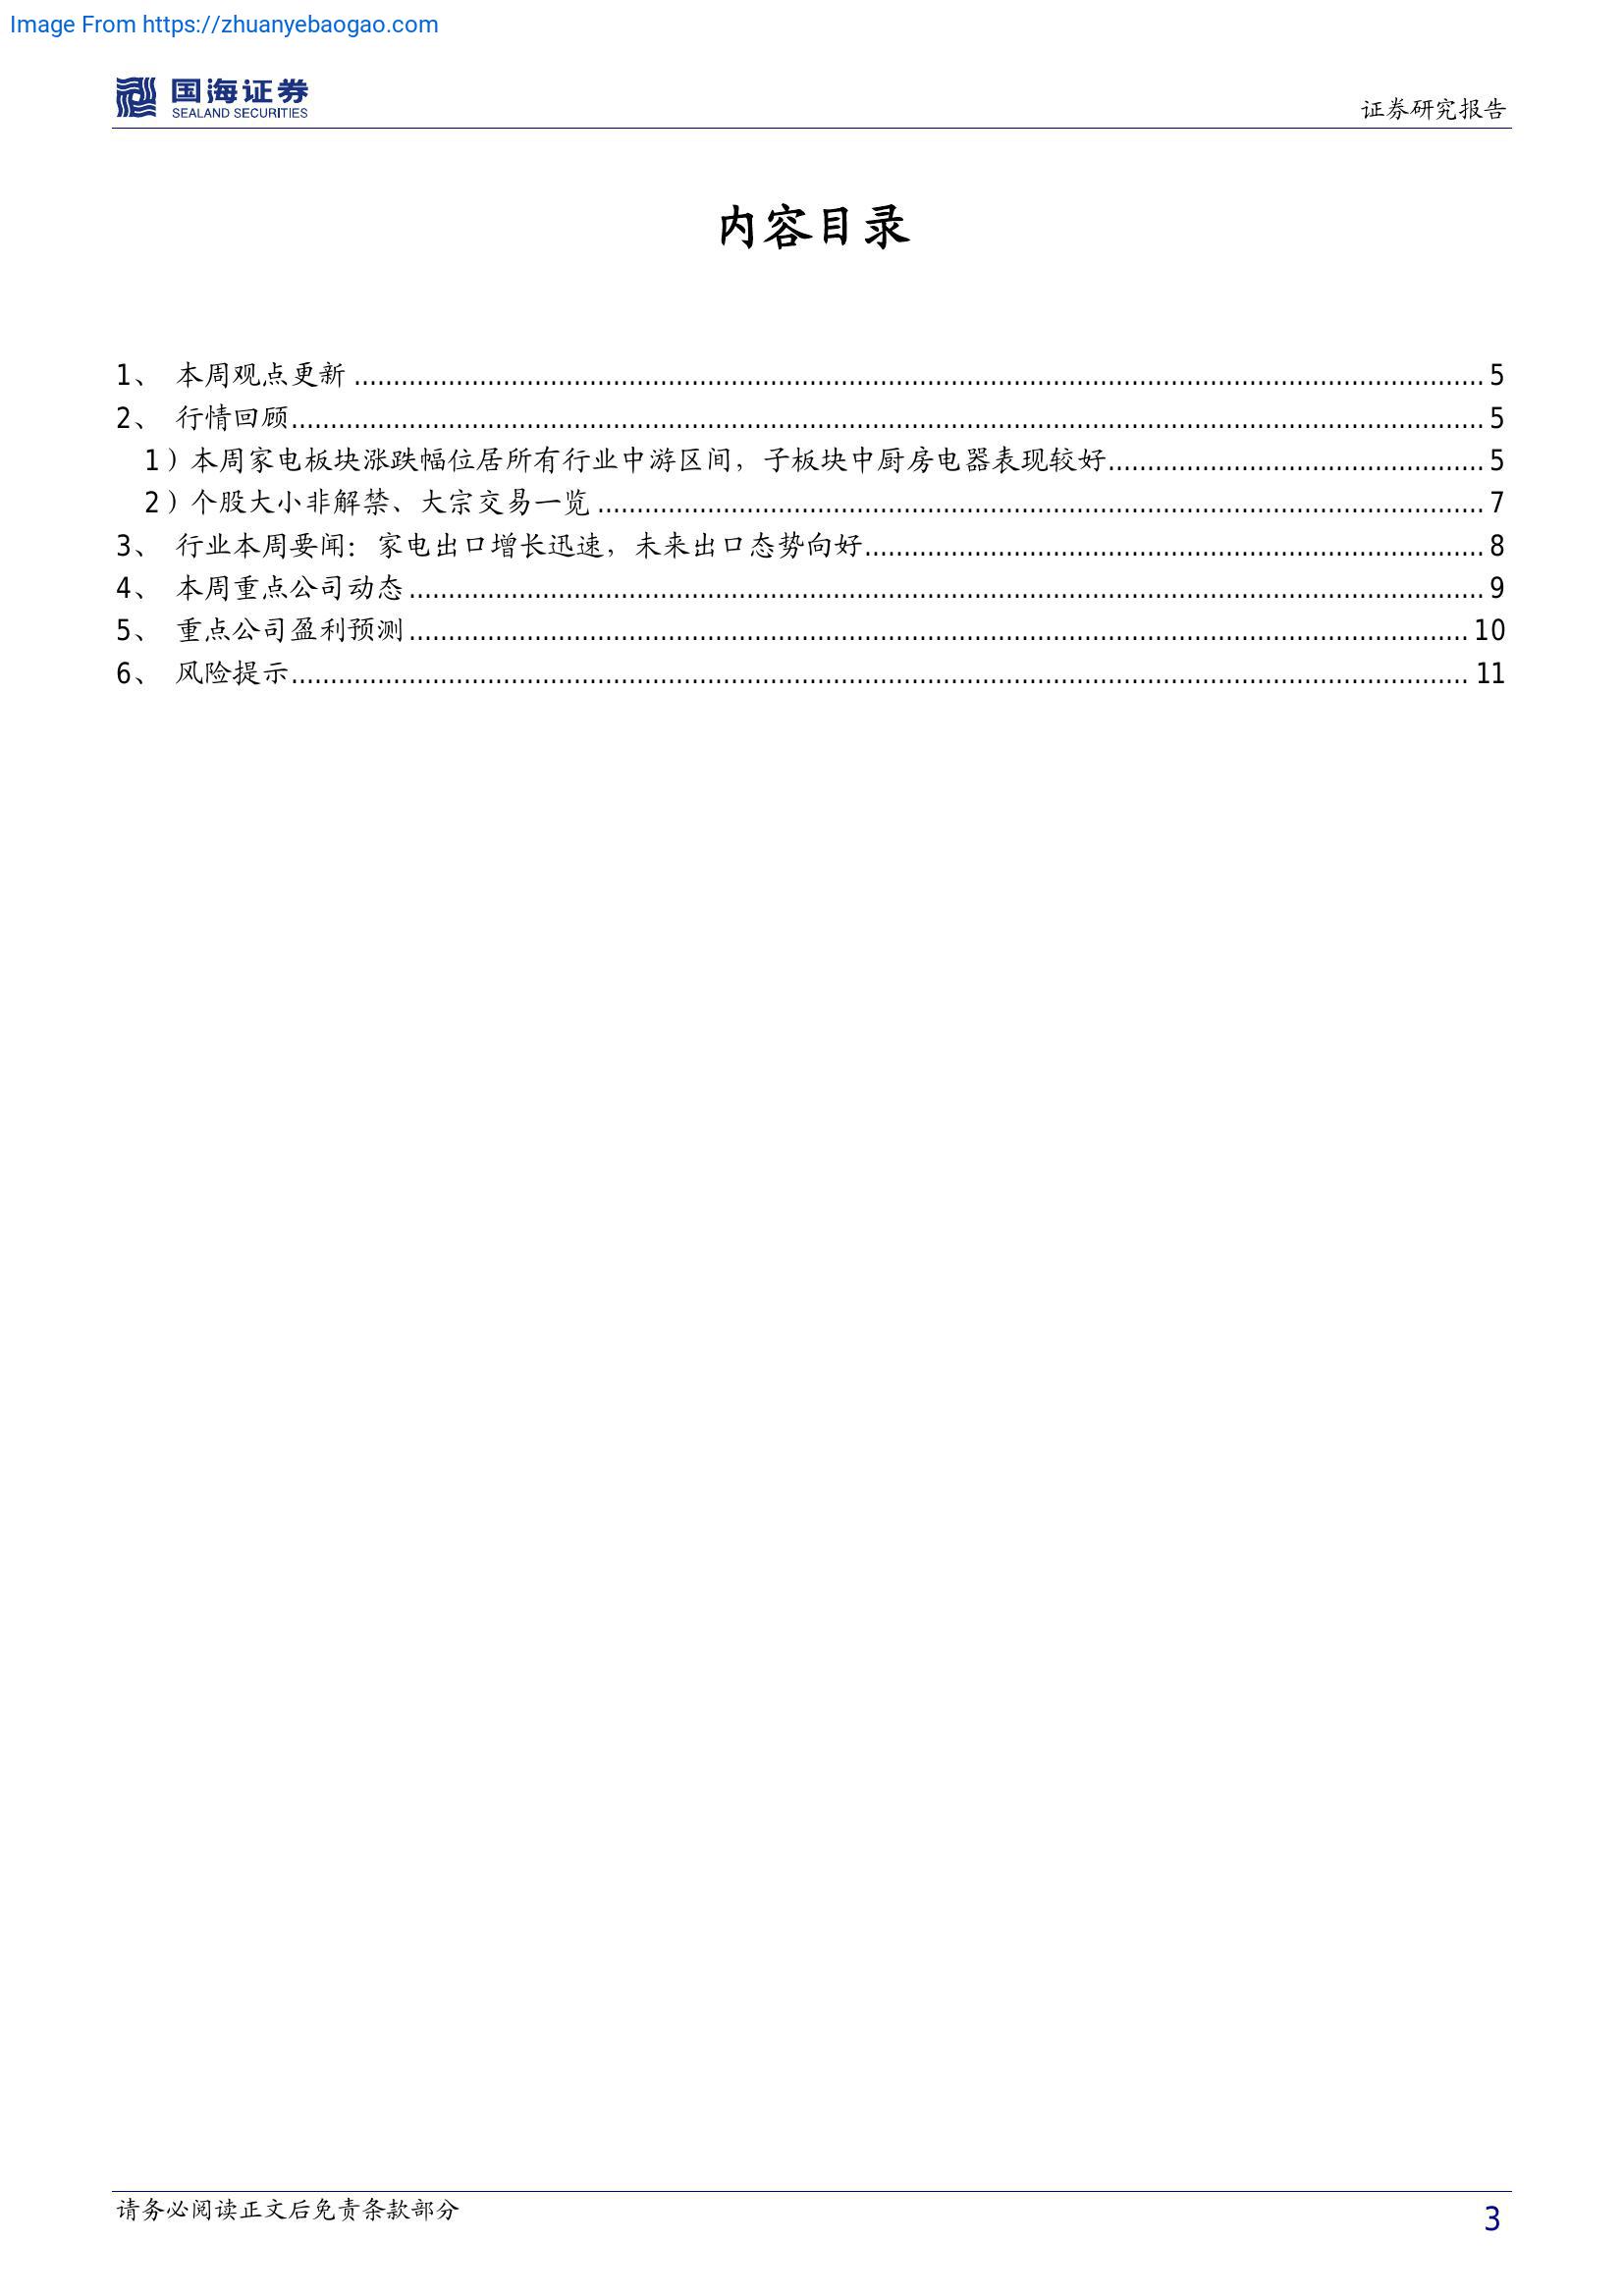 Image From https://zhuanyebaogao.com
国海证券
SEALAND SECURITIES
证券研究报告
内容目录
1、 本周观点更新 ........................................ 5
2、 行情回顾 ........................................ 5
1）本周家电板块涨跌幅位居所有行业中游区间，子板块中厨房电器表现较好 ........................................ 5
2）个股大小非解禁、大宗交易一览 ........................................ 7
3、 行业本周要闻：家电出口增长迅速，未来出口态势向好 ........................................ 8
4、 本周重点公司动态 ........................................ 9
5、 重点公司盈利预测 ........................................ 10
6、 风险提示 ........................................ 11
请务必阅读正文后免责条款部分
3